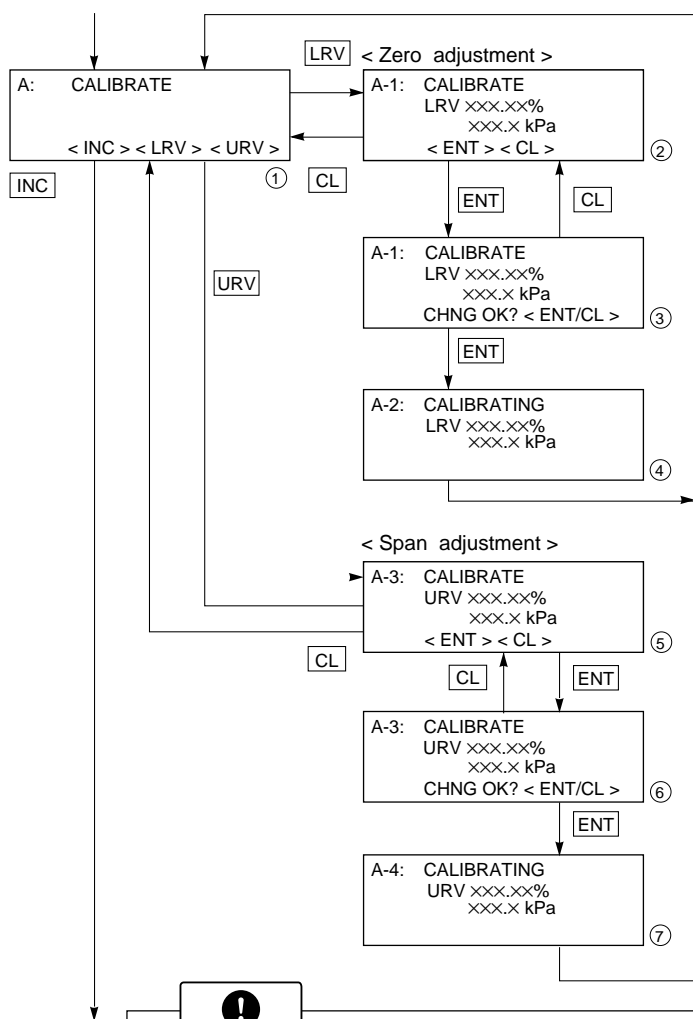 LRV < Zero adjustment >
A: CALIBRATE
< INC > < LRV > < URV >
①
INC
CL
A-1: CALIBRATE
LRV ×××.××%
×××.× kPa
< ENT > < CL >
②
ENT
CL
A-1: CALIBRATE
LRV ×××.××%
×××.× kPa
CHNG OK? < ENT/CL >
③
URV
ENT
A-2: CALIBRATING
LRV ×××.××%
×××.× kPa
④
< Span adjustment >
A-3: CALIBRATE
URV ×××.××%
×××.× kPa
< ENT > < CL >
⑤
CL
CL
ENT
A-3: CALIBRATE
URV ×××.××%
×××.× kPa
CHNG OK? < ENT/CL >
⑥
ENT
A-4: CALIBRATING
URV ×××.××%
×××.× kPa
⑦
!